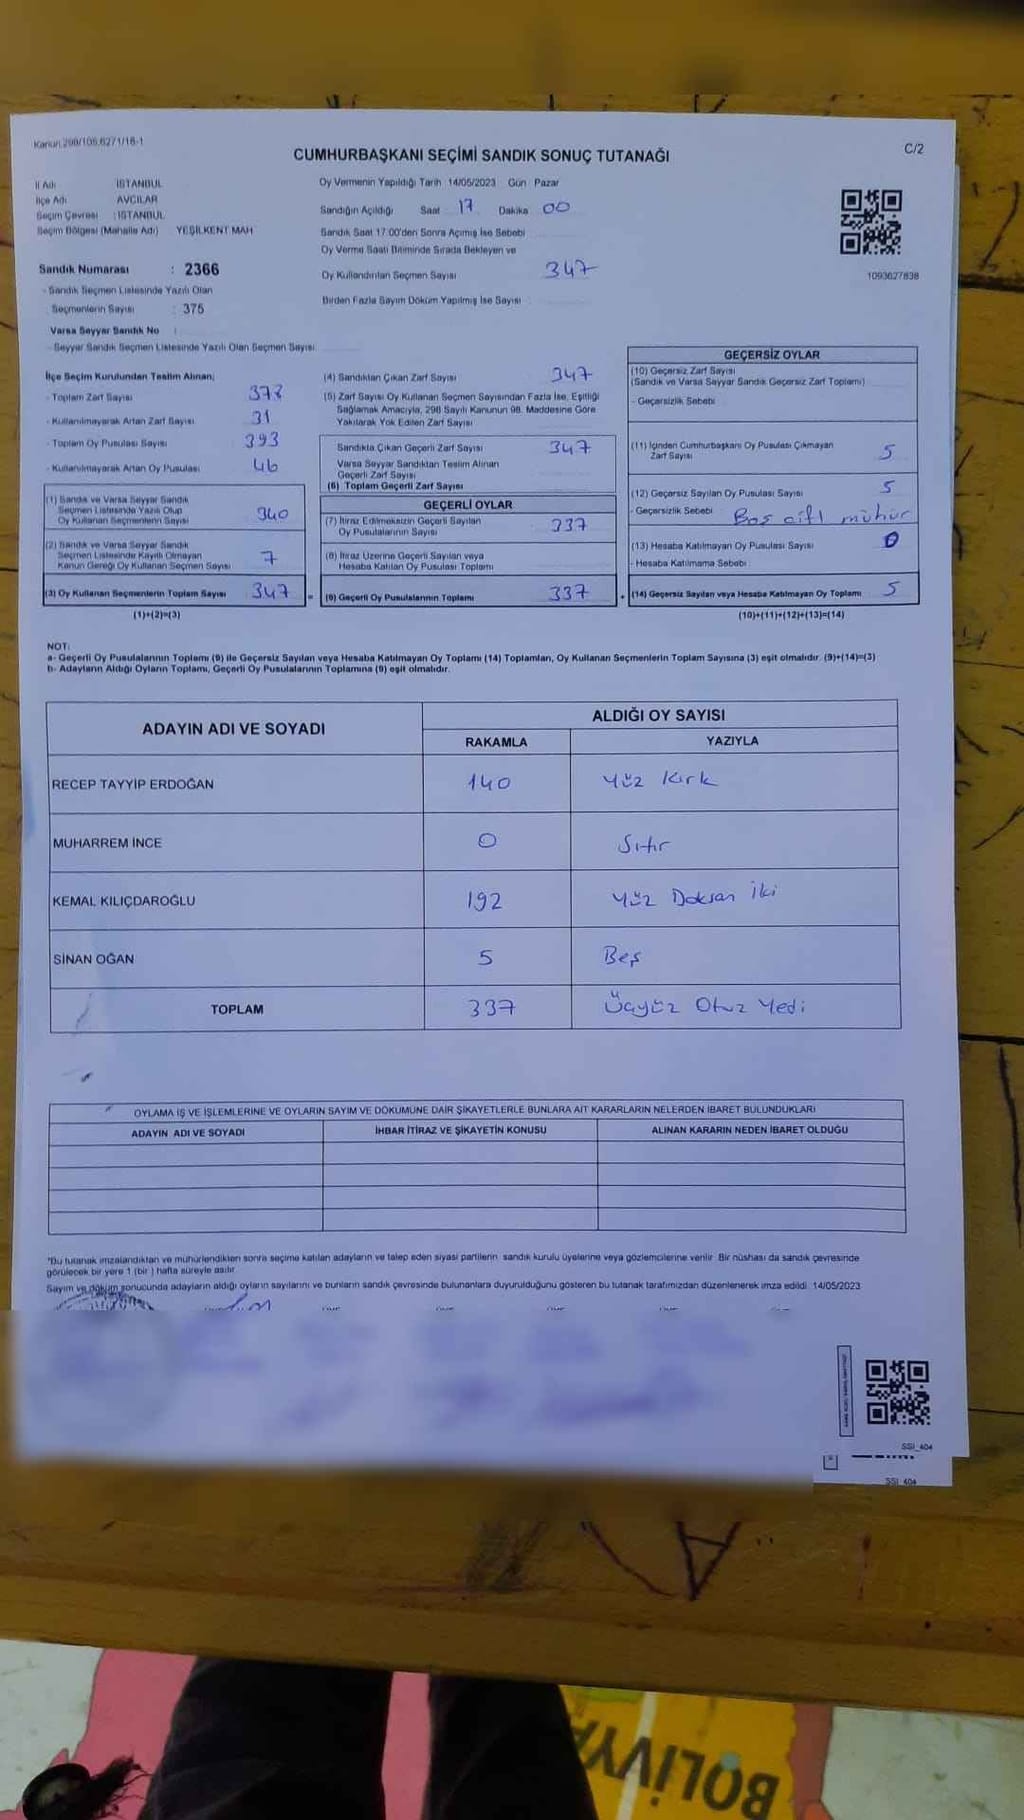 Kanun 298/105,6271/16-1
C/2
CUMHURBAŞKANI SEÇİMİ SANDIK SONUÇ TUTANAĞI
İl Adı İSTANBUL
İlçe Adı AVCILAR
Seçim Çevresi : İSTANBUL
Seçim Bölgesi (Mahalle Adı) YEŞİLKENT MAH
Sandık Numarası : 2366
- Sandık Seçmen Listesinde Yazılı Olan
Seçmenlerin Sayısı : 375
Varsa Seyyar Sandık No :
- Seyyar Sandık Seçmen Listesinde Yazılı Olan Seçmen Sayısı:
Oy Vermenin Yapıldığı Tarih 14/05/2023 Gün Pazar
Sandığın Açıldığı Saat 17 Dakika 00
Sandık Saat 17:00'den Sonra Açılmış İse Sebebi
Oy Verme Saati Bitiminde Sırada Bekleyen ve
Oy Kullandırılan Seçmen Sayısı 347
Birden Fazla Sayım Döküm Yapılmış İse Sayısı
1093627838
İlçe Seçim Kurulundan Teslim Alınan;
- Toplam Zarf Sayısı 378
- Kullanılmayarak Artan Zarf Sayısı 31
- Toplam Oy Pusulası Sayısı 393
- Kullanılmayarak Artan Oy Pusulası 46
(1) Sandık ve Varsa Seyyar Sandık
Seçmen Listesinde Yazılı Olup
Oy Kullanan Seçmenlerin Sayısı 340
(2) Sandık ve Varsa Seyyar Sandık
Seçmen Listesinde Kayıtlı Olmayan
Kanun Gereği Oy Kullanan Seçmen Sayısı 7
(3) Oy Kullanan Seçmenlerin Toplam Sayısı 347
(1)+(2)=(3)
(4) Sandıktan Çıkan Zarf Sayısı 347
(5) Zarf Sayısı Oy Kullanan Seçmen Sayısından Fazla İse, Eşitliği
Sağlamak Amacıyla, 298 Sayılı Kanunun 98. Maddesine Göre
Yakılarak Yok Edilen Zarf Sayısı
Sandıkta Çıkan Geçerli Zarf Sayısı 347
Varsa Seyyar Sandıktan Teslim Alınan
Geçerli Zarf Sayısı
(6) Toplam Geçerli Zarf Sayısı
GEÇERLİ OYLAR
(7) İtiraz Edilmeksizin Geçerli Sayılan
Oy Pusulalarının Sayısı 337
(8) İtiraz Üzerine Geçerli Sayılan veya
Hesaba Katılan Oy Pusulası Toplamı
= (9) Geçerli Oy Pusulalarının Toplamı 337
GEÇERSİZ OYLAR
(10) Geçersiz Zarf Sayısı
(Sandık ve Varsa Seyyar Sandık Geçersiz Zarf Toplamı)
- Geçersizlik Sebebi
(11) İçinden Cumhurbaşkanı Oy Pusulası Çıkmayan
Zarf Sayısı 5
(12) Geçersiz Sayılan Oy Pusulası Sayısı 5
- Geçersizlik Sebebi Boş çift mühür
(13) Hesaba Katılmayan Oy Pusulası Sayısı 0
- Hesaba Katılmama Sebebi
+ (14) Geçersiz Sayılan veya Hesaba Katılmayan Oy Toplamı 5
(10)+(11)+(12)+(13)=(14)
NOT:
a- Geçerli Oy Pusulalarının Toplamı (9) ile Geçersiz Sayılan veya Hesaba Katılmayan Oy Toplamı (14) Toplamları, Oy Kullanan Seçmenlerin Toplam Sayısına (3) eşit olmalıdır. (9)+(14)=(3)
b- Adayların Aldığı Oyların Toplamı, Geçerli Oy Pusulalarının Toplamına (9) eşit olmalıdır.
ADAYIN ADI VE SOYADI
ALDIĞI OY SAYISI
RAKAMLA YAZIYLA
RECEP TAYYİP ERDOĞAN 140 Yüz Kırk
MUHARREM İNCE 0 Sıfır
KEMAL KILIÇDAROĞLU 192 Yüz Doksan İki
SİNAN OĞAN 5 Beş
TOPLAM 337 Üçyüz Otuz Yedi
OYLAMA İŞ VE İŞLEMLERİNE VE OYLARIN SAYIM VE DÖKÜMÜNE DAİR ŞİKAYETLERLE BUNLARA AİT KARARLARIN NELERDEN İBARET BULUNDUKLARI
ADAYIN ADI VE SOYADI İHBAR İTİRAZ VE ŞİKAYETİN KONUSU ALINAN KARARIN NEDEN İBARET OLDUĞU
*Bu tutanak imzalandıktan ve mühürlendikten sonra seçime katılan adayların ve talep eden siyasi partilerin, sandık kurulu üyelerine veya gözlemcilerine verilir. Bir nüshası da sandık çevresinde
görülecek bir yere 1 (bir) hafta süreyle asılır.
Sayım ve döküm sonucunda adayların aldığı oyların sayılarını ve bunların sandık çevresinde bulunanlara duyurulduğunu gösteren bu tutanak tarafımızdan düzenlenerek imza edildi. 14/05/2023
SSI_404
SSI_404
BOLİVYA